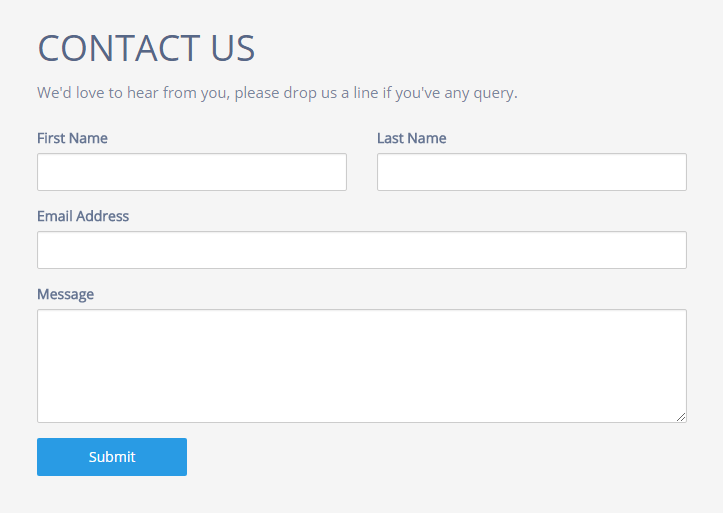 CONTACT US
We'd love to hear from you, please drop us a line if you've any query.
First Name
Last Name
Email Address
Message
Submit